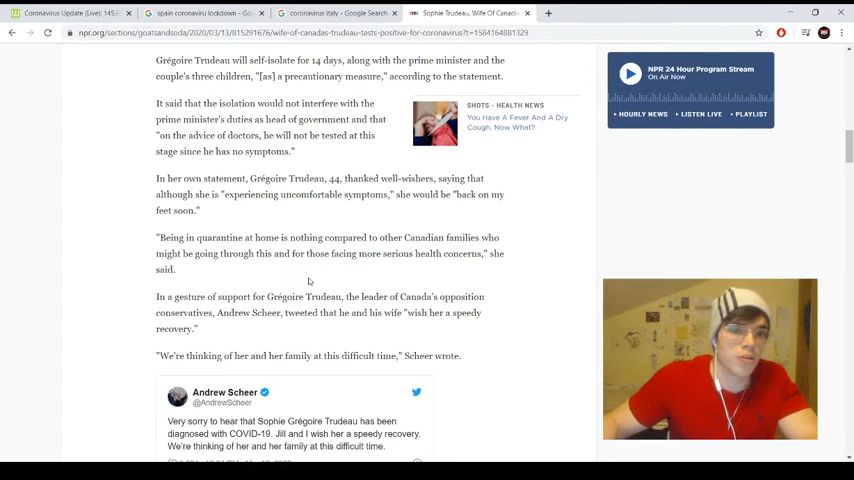 Coronavirus Update (Live): 145,6
spain coronaviru lockdown - Goo
coronavirus italy - Google Search
Sophie Trudeau, Wife Of Canada
npr.org/sections/goatsandsoda/2020/03/13/815291676/wife-of-canadas-trudeau-tests-positive-for-coronavirus?t=1584164881329
Grégoire Trudeau will self-isolate for 14 days, along with the prime minister and the
couple's three children, "[as] a precautionary measure," according to the statement.
It said that the isolation would not interfere with the
prime minister's duties as head of government and that
"on the advice of doctors, he will not be tested at this
stage since he has no symptoms."
SHOTS - HEALTH NEWS
You Have A Fever And A Dry
Cough. Now What?
In her own statement, Grégoire Trudeau, 44, thanked well-wishers, saying that
although she is "experiencing uncomfortable symptoms," she would be "back on my
feet soon."
"Being in quarantine at home is nothing compared to other Canadian families who
might be going through this and for those facing more serious health concerns," she
said.
In a gesture of support for Grégoire Trudeau, the leader of Canada's opposition
conservatives, Andrew Scheer, tweeted that he and his wife "wish her a speedy
recovery."
"We're thinking of her and her family at this difficult time," Scheer wrote.
Andrew Scheer
@AndrewScheer
Very sorry to hear that Sophie Grégoire Trudeau has been
diagnosed with COVID-19. Jill and I wish her a speedy recovery.
We're thinking of her and her family at this difficult time.
NPR 24 Hour Program Stream
On Air Now
HOURLY NEWS
LISTEN LIVE
PLAYLIST